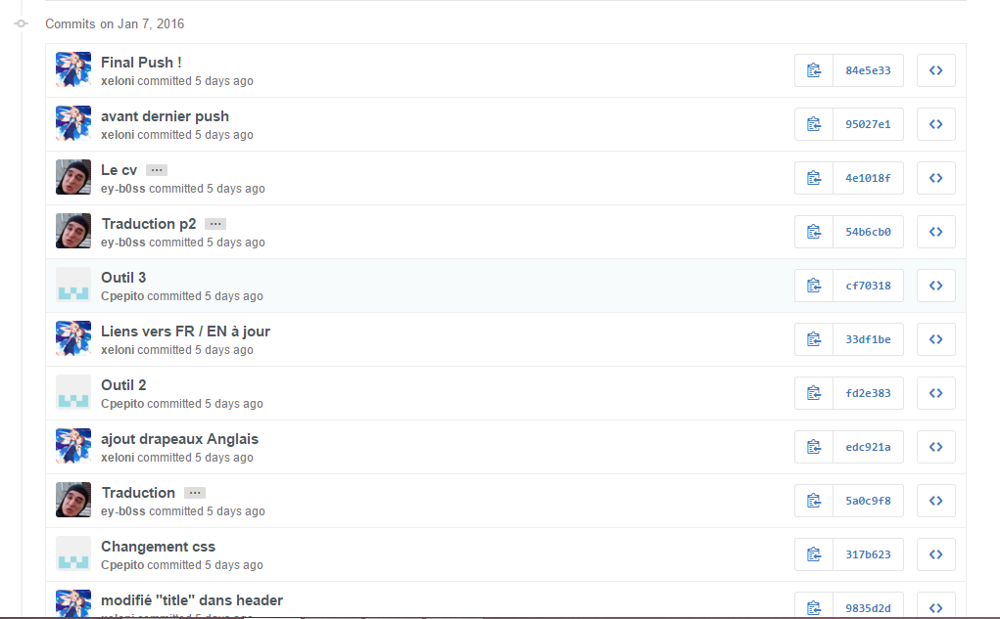 Commits on Jan 7, 2016
Final Push !
xeloni committed 5 days ago
84e5e33
avant dernier push
xeloni committed 5 days ago
95027e1
Le cv ...
ey-b0ss committed 5 days ago
4e1018f
Traduction p2 ...
ey-b0ss committed 5 days ago
54b6cb0
Outil 3
Cpepito committed 5 days ago
cf70318
Liens vers FR / EN à jour
xeloni committed 5 days ago
33df1be
Outil 2
Cpepito committed 5 days ago
fd2e383
ajout drapeaux Anglais
xeloni committed 5 days ago
edc921a
Traduction ...
ey-b0ss committed 5 days ago
5a0c9f8
Changement css
Cpepito committed 5 days ago
317b623
modifié "title" dans header
xeloni committed 5 days ago
9835d2d